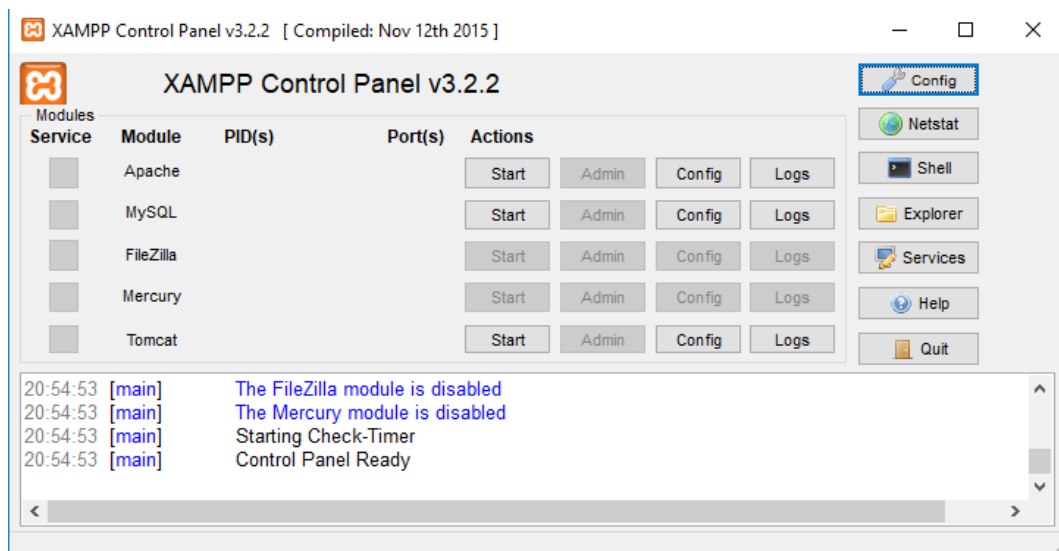 XAMPP Control Panel v3.2.2 [ Compiled: Nov 12th 2015 ]
XAMPP Control Panel v3.2.2
Config
Modules
Netstat
Service Module PID(s) Port(s) Actions
Apache Start Admin Config Logs
Shell
MySQL Start Admin Config Logs
Explorer
FileZilla Start Admin Config Logs
Services
Mercury Start Admin Config Logs
Help
Tomcat Start Admin Config Logs
Quit
20:54:53 [main] The FileZilla module is disabled
20:54:53 [main] The Mercury module is disabled
20:54:53 [main] Starting Check-Timer
20:54:53 [main] Control Panel Ready